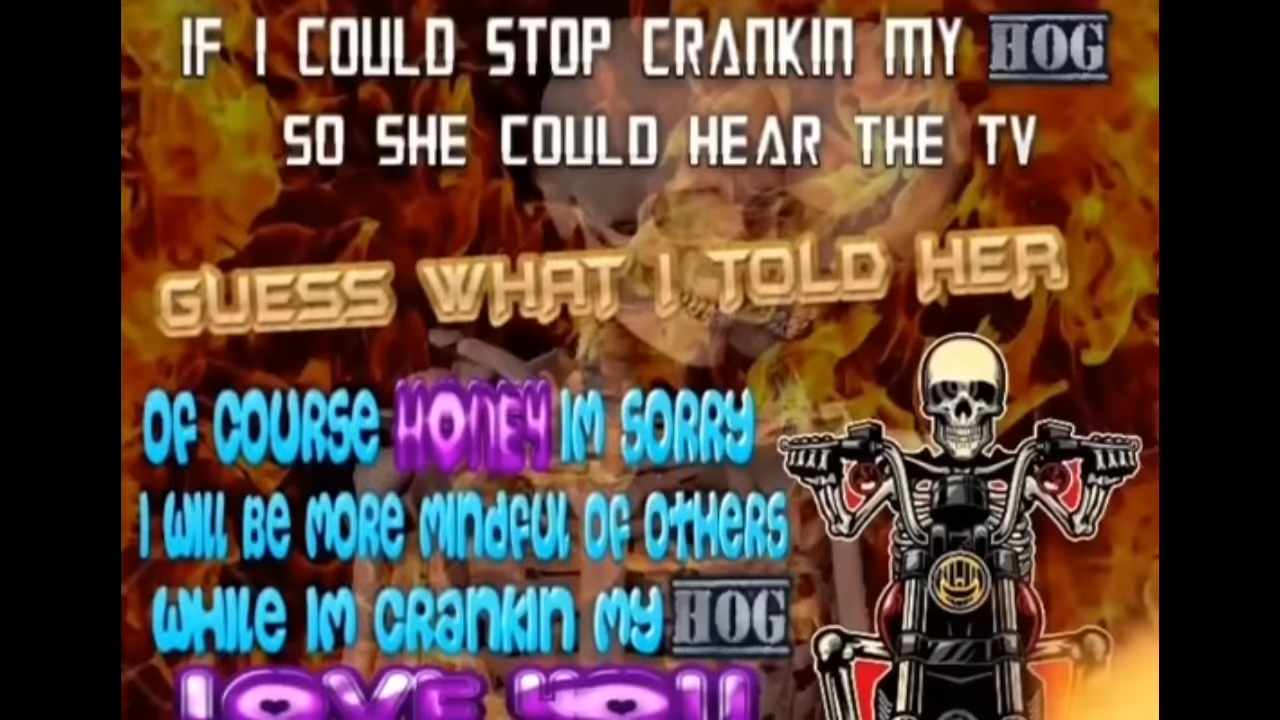 IF I COULD STOP CRANKIN MY HOG
SO SHE COULD HEAR THE TV
GUESS WHAT I TOLD HER
OF COURSE HONEY IM SORRY
I WILL BE MORE MINDFUL OF OTHERS
WHILE IM CRANKIN MY HOG
LOVE YOU